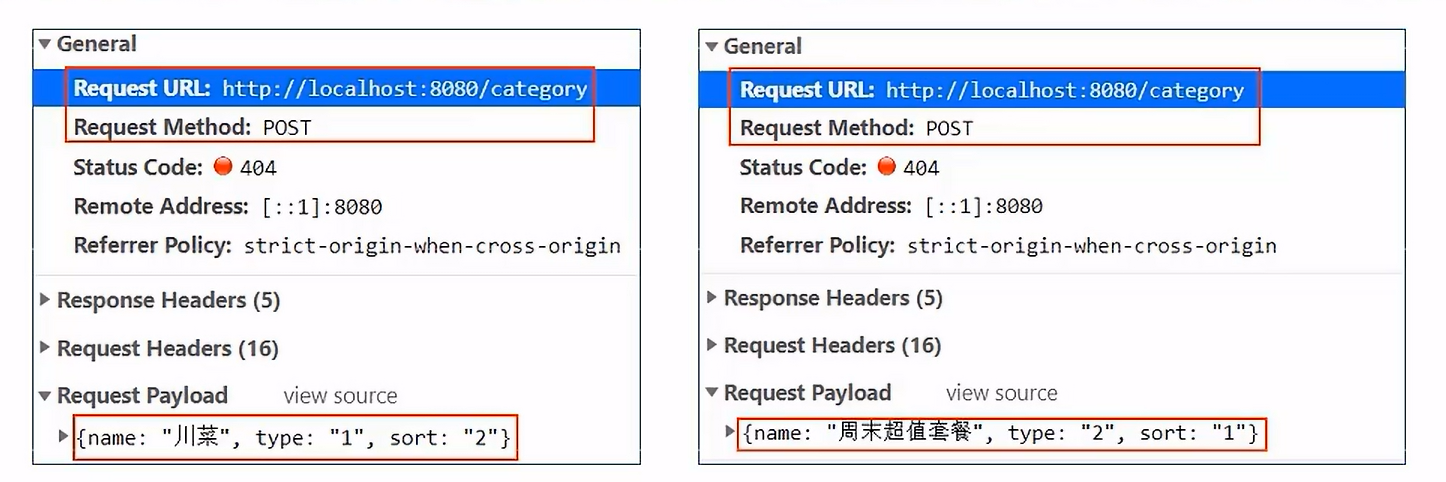 General
Request URL: http://localhost:8080/category
Request Method: POST
Status Code: 404
Remote Address: [::1]:8080
Referrer Policy: strict-origin-when-cross-origin
Response Headers (5)
Request Headers (16)
Request Payload view source
{name: "川菜", type: "1", sort: "2"}
General
Request URL: http://localhost:8080/category
Request Method: POST
Status Code: 404
Remote Address: [::1]:8080
Referrer Policy: strict-origin-when-cross-origin
Response Headers (5)
Request Headers (16)
Request Payload view source
{name: "周末超值套餐", type: "2", sort: "1"}